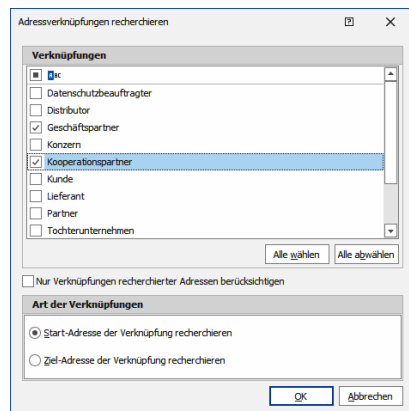 Adressverknüpfungen recherchieren
Verknüpfungen
Datenschutzbeauftragter
Distributor
Geschäftspartner
Konzern
Kooperationspartner
Kunde
Lieferant
Partner
Tochterunternehmen
Alle wählen Alle abwählen
Nur Verknüpfungen recherchierter Adressen berücksichtigen
Art der Verknüpfungen
Start-Adresse der Verknüpfung recherchieren
Ziel-Adresse der Verknüpfung recherchieren
OK Abbrechen